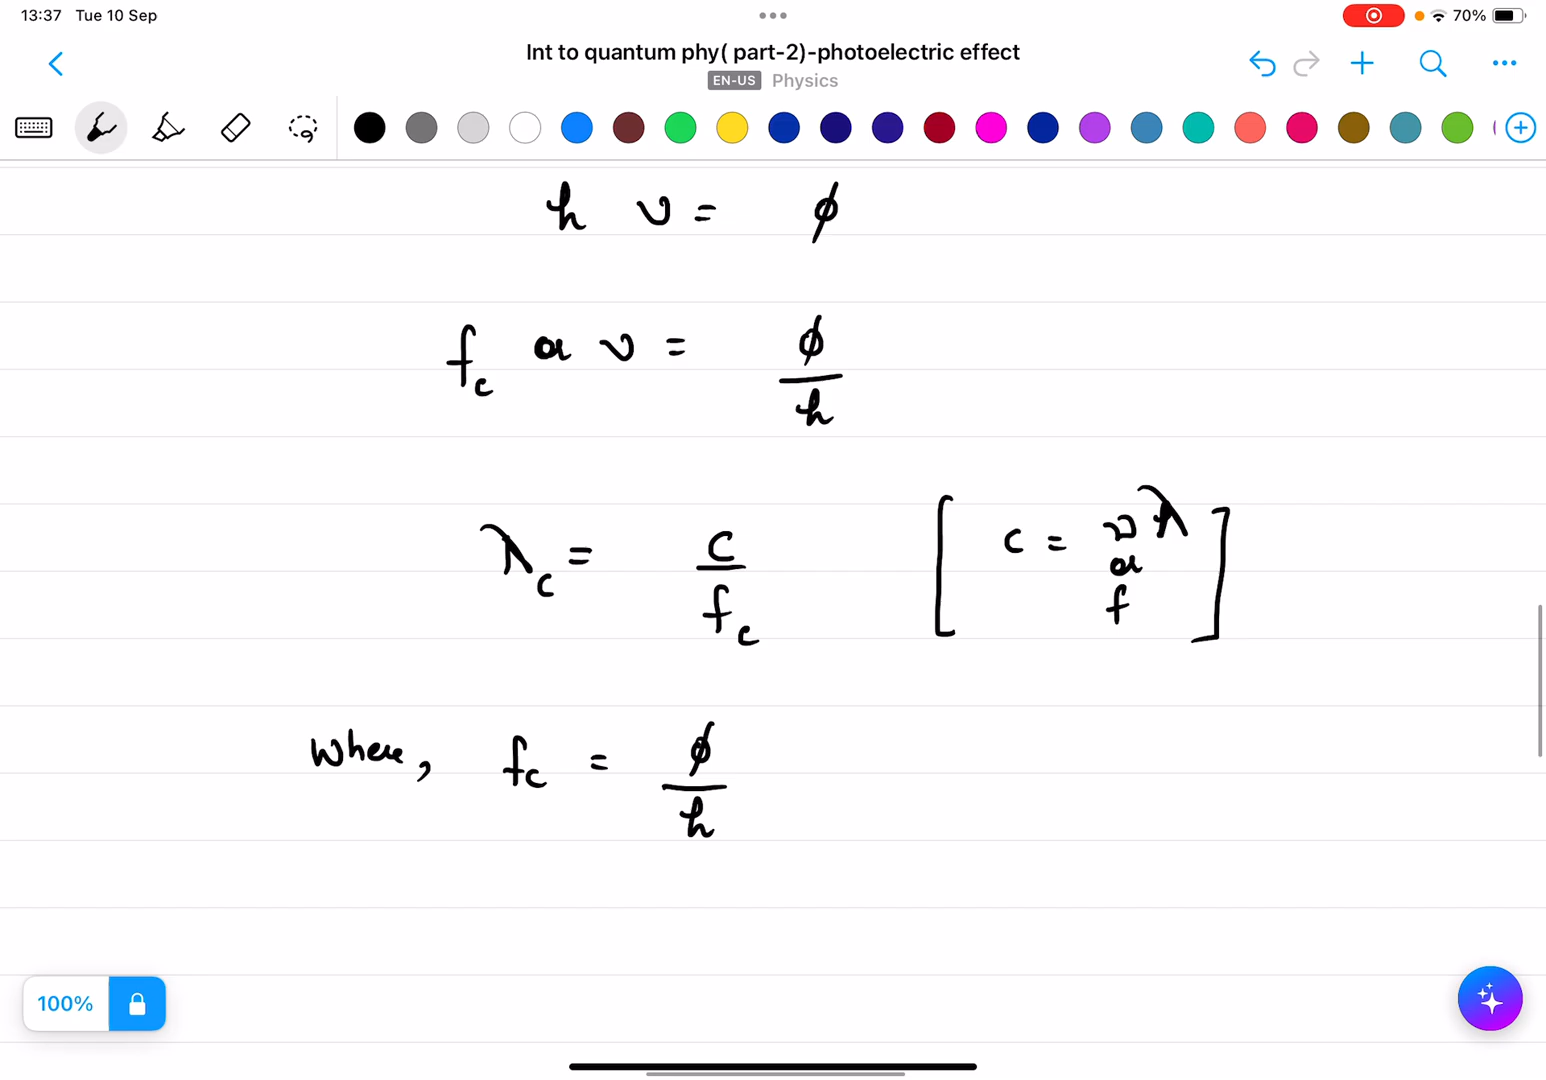 13:37 Tue 10 Sep
70%
Int to quantum phy( part-2)-photoelectric effect
EN-US Physics
h ν = ϕ
f_c or ν = ϕ/h
λ_c = c/f_c [ c = νλ
or
f ]
Where, f_c = ϕ/h
100%